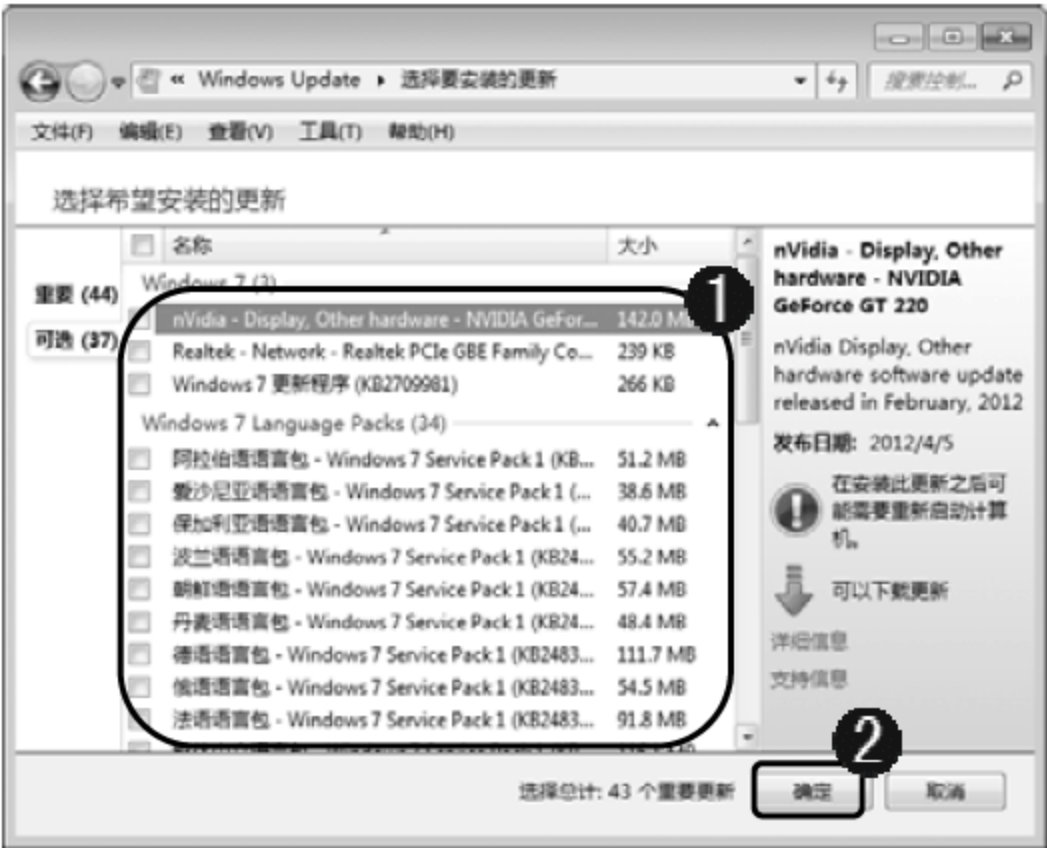 « Windows Update ▸ 选择要安装的更新
搜索控制...
文件(F) 编辑(E) 查看(V) 工具(T) 帮助(H)
选择希望安装的更新
名称 大小
重要 (44)
可选 (37)
Windows 7 (3)
nVidia - Display, Other hardware - NVIDIA GeFor... 142.0 MB
Realtek - Network - Realtek PCIe GBE Family Co... 239 KB
Windows 7 更新程序 (KB2709981) 266 KB
Windows 7 Language Packs (34)
阿拉伯语语言包 - Windows 7 Service Pack 1 (KB... 51.2 MB
爱沙尼亚语语言包 - Windows 7 Service Pack 1 (... 38.6 MB
保加利亚语语言包 - Windows 7 Service Pack 1 (... 40.7 MB
波兰语语言包 - Windows 7 Service Pack 1 (KB24... 55.2 MB
朝鲜语语言包 - Windows 7 Service Pack 1 (KB24... 57.4 MB
丹麦语语言包 - Windows 7 Service Pack 1 (KB24... 48.4 MB
德语语言包 - Windows 7 Service Pack 1 (KB2483... 111.7 MB
俄语语言包 - Windows 7 Service Pack 1 (KB2483... 54.5 MB
法语语言包 - Windows 7 Service Pack 1 (KB2483... 91.8 MB
1
nVidia - Display, Other
hardware - NVIDIA
GeForce GT 220
nVidia Display, Other
hardware software update
released in February, 2012
发布日期: 2012/4/5
在安装此更新之后可
能需要重新启动计算
机。
可以下载更新
详细信息
支持信息
2
选择总计: 43 个重要更新 确定 取消